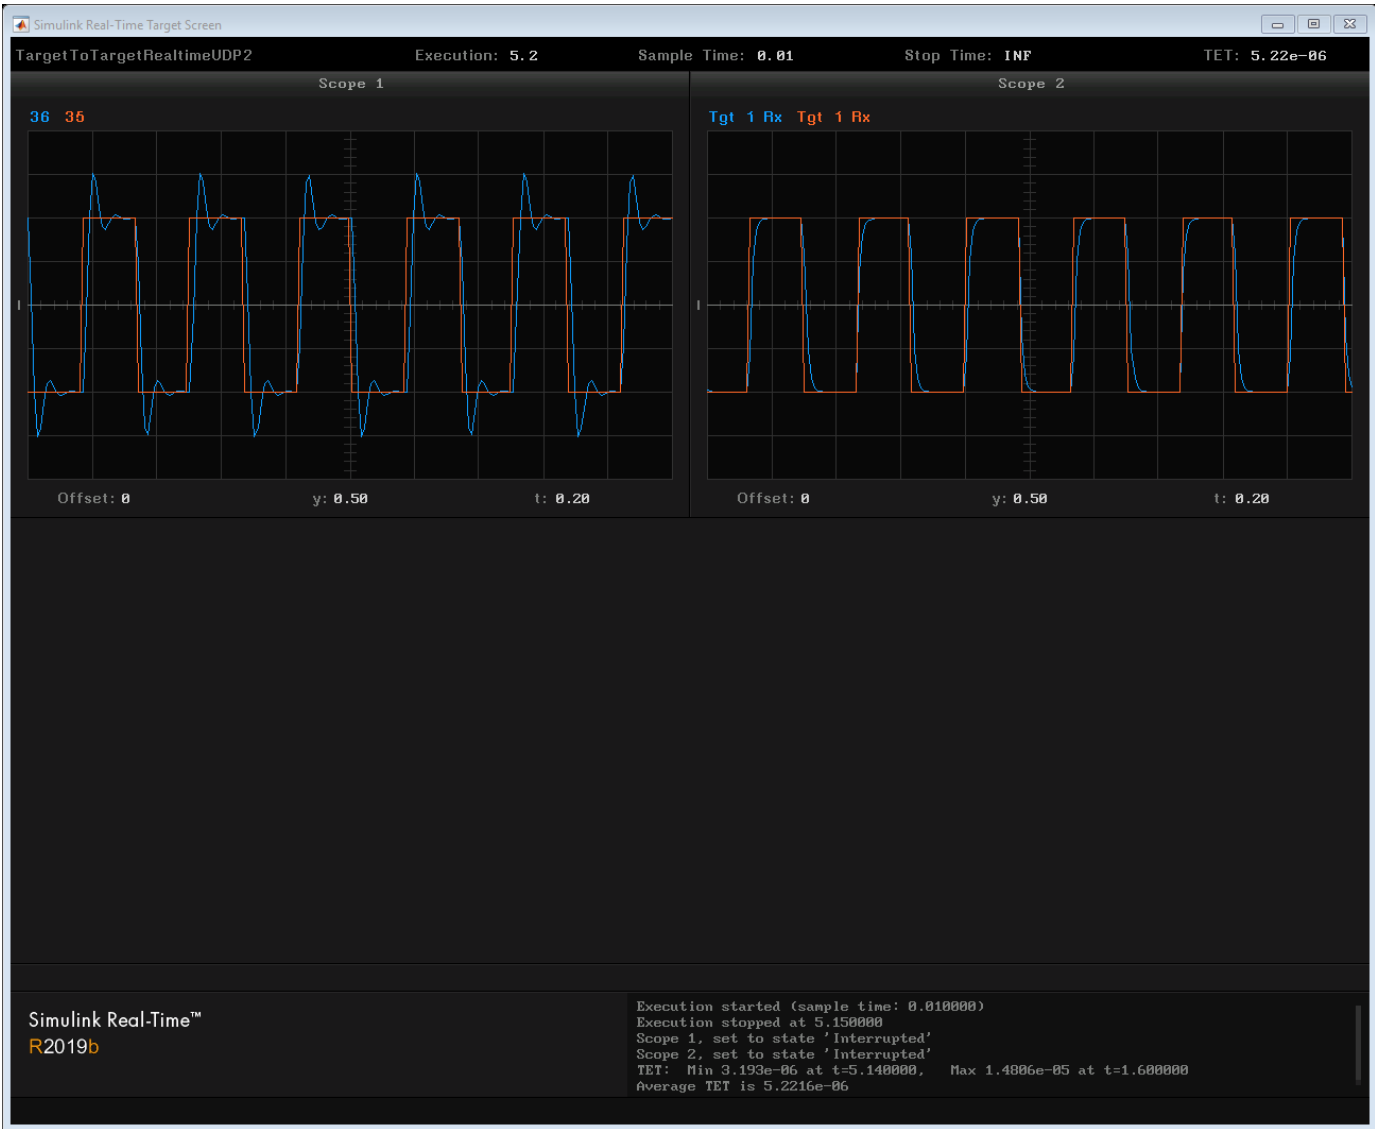 Simulink Real-Time Target Screen
TargetToTargetRealtimeUDP2 Execution: 5.2 Sample Time: 0.01 Stop Time: INF TET: 5.22e-06
Scope 1
36 35
Offset: 0 y: 0.50 t: 0.20
Scope 2
Tgt 1 Rx Tgt 1 Rx
Offset: 0 y: 0.50 t: 0.20
Simulink Real-Time™
R2019b
Execution started (sample time: 0.010000)
Execution stopped at 5.150000
Scope 1, set to state 'Interrupted'
Scope 2, set to state 'Interrupted'
TET: Min 3.193e-06 at t=5.140000, Max 1.4806e-05 at t=1.600000
Average TET is 5.2216e-06